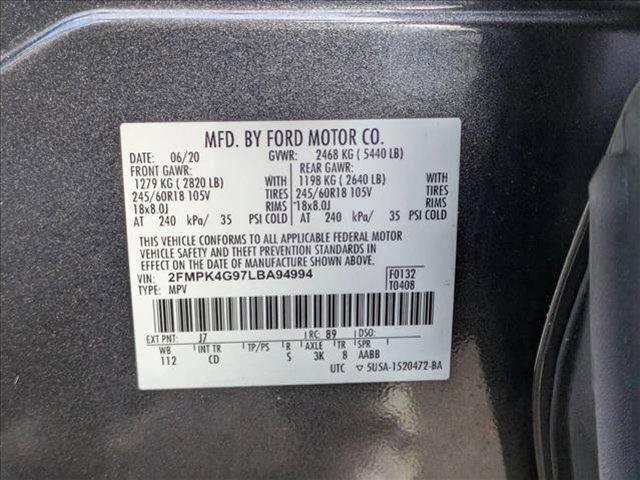 MFD. BY FORD MOTOR CO.
DATE: 06/20 GVWR: 2468 KG ( 5440 LB)
FRONT GAWR: REAR GAWR:
1279 KG ( 2820 LB) WITH 1198 KG ( 2640 LB) WITH
245/60R18 105V TIRES 245/60R18 105V TIRES
18x8.0J RIMS 18x8.0J RIMS
AT 240 kPa/ 35 PSI COLD AT 240 kPa/ 35 PSI COLD
THIS VEHICLE CONFORMS TO ALL APPLICABLE FEDERAL MOTOR
VEHICLE SAFETY AND THEFT PREVENTION STANDARDS IN
EFFECT ON THE DATE OF MANUFACTURE SHOWN ABOVE.
VIN: 2FMPK4G97LBA94994 F0132
TYPE: MPV T0408
EXT PNT: J7 RC: 89 DSO:
WB INT TR TP/PS R AXLE TR SPR
112 CD S 3K 8 AABB
UTC 5U5A-1520472-BA